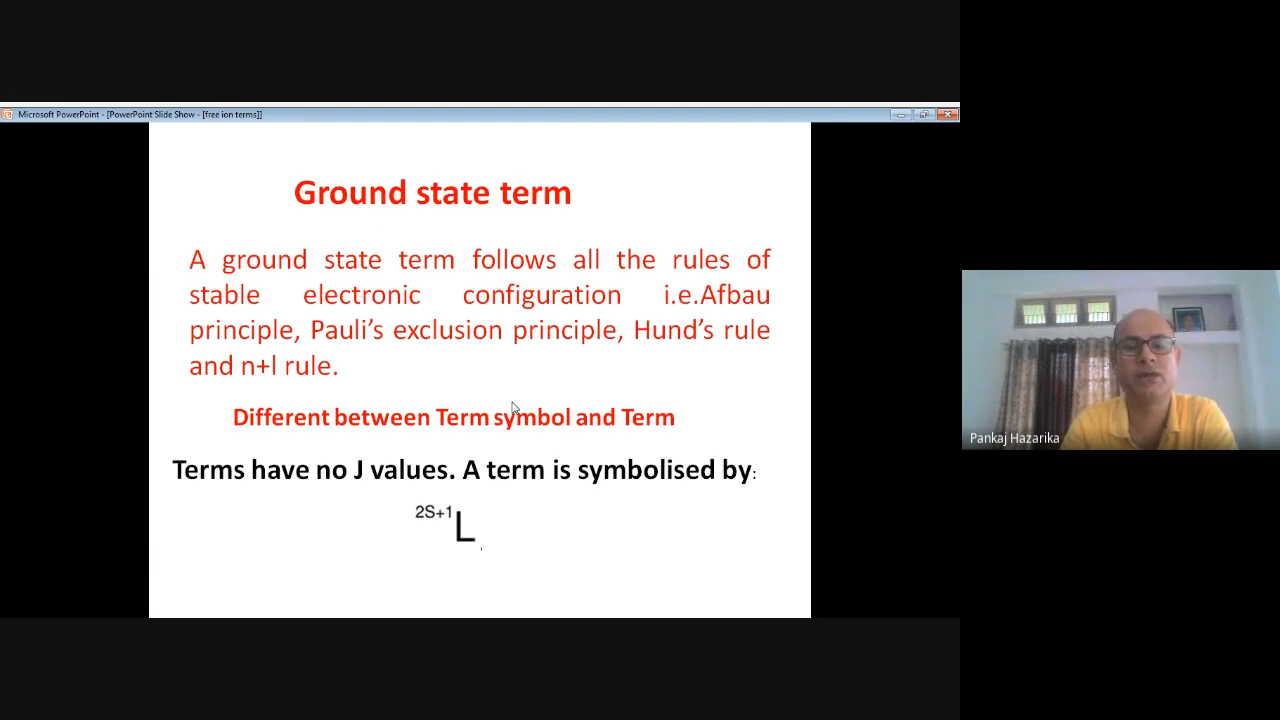 Microsoft PowerPoint - [PowerPoint Slide Show - [free ion terms]]
Ground state term
A ground state term follows all the rules of
stable electronic configuration i.e.Afbau
principle, Pauli’s exclusion principle, Hund’s rule
and n+l rule.
Different between Term symbol and Term
Terms have no J values. A term is symbolised by:
2S+1L
Pankaj Hazarika